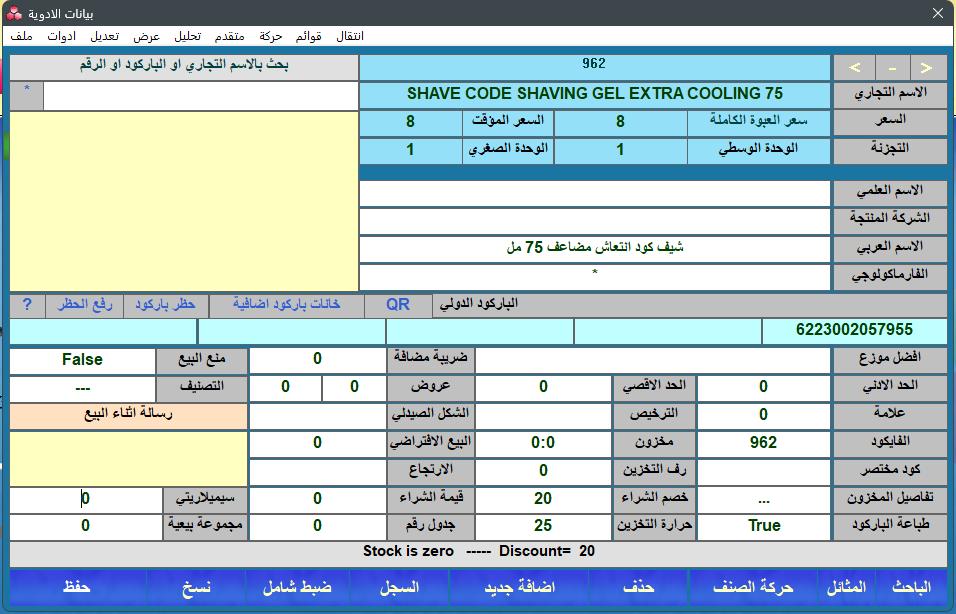 بيانات الادوية
ملف ادوات تعديل عرض تحليل متقدم حركة قوائم انتقال
< - > 962 بحث بالاسم التجاري او الباركود او الرقم
الاسم التجاري SHAVE CODE SHAVING GEL EXTRA COOLING 75 *
السعر سعر العبوة الكاملة 8 السعر المؤقت 8
التجزئة الوحدة الوسطي 1 الوحدة الصغري 1
الاسم العلمي
الشركة المنتجة
الاسم العربي شيف كود انتعاش مضاعف 75 مل
الفارماكولوجي *
الباركود الدولي QR خانات باركود اضافية حظر باركود رفع الحظر ?
6223002057955
افضل موزع ضريبة مضافة 0 منع البيع False
الحد الادني 0 الحد الاقصي 0 عروض 0 0 التصنيف ---
علامة 0 الترخيص الشكل الصيدلي رسالة اثناء البيع
الفايكود 962 مخزون 0:0 البيع الافتراضي 0
كود مختصر رف التخزين 0 الارتجاع
تفاصيل المخزون ... خصم الشراء 20 قيمة الشراء 0 سيميلاريتي 0
طباعة الباركود True حرارة التخزين 25 جدول رقم 0 مجموعة بيعية 0
Stock is zero ----- Discount= 20
الباحث المثائل حركة الصنف حذف اضافة جديد السجل ضبط شامل نسخ حفظ